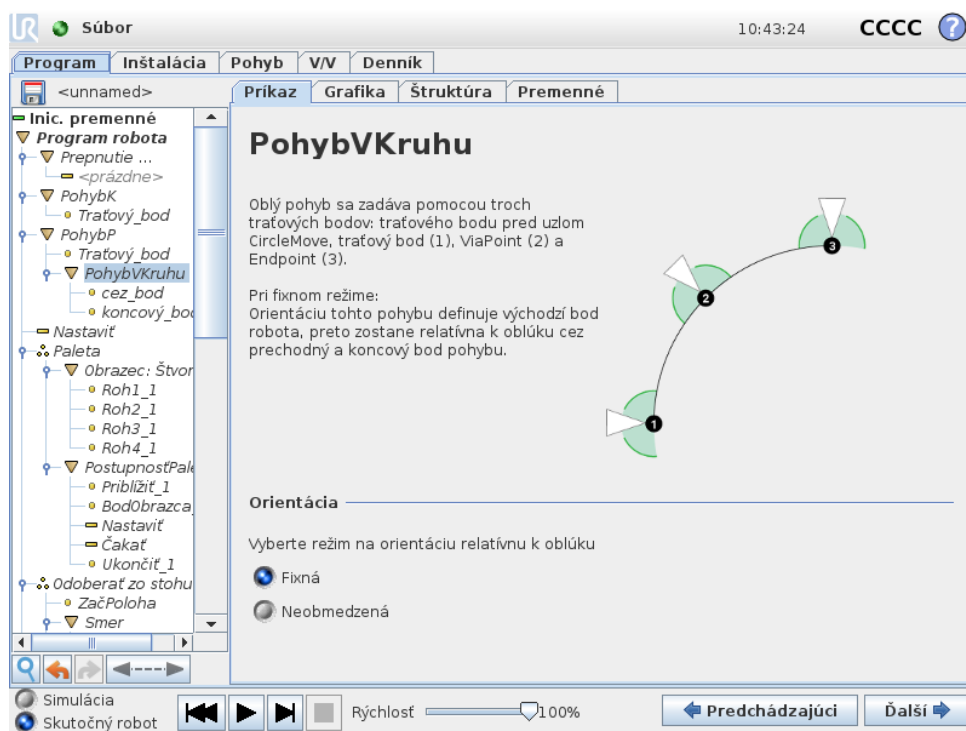 UR Súbor 10:43:24 CCCC ?
Program Inštalácia Pohyb V/V Denník
<unnamed> Príkaz Grafika Štruktúra Premenné
Inic. premenné
Program robota
Prepnutie ...
<prázdne>
PohybK
Traťový_bod
PohybP
Traťový_bod
PohybVKruhu
cez_bod
koncový_bod
Nastaviť
Paleta
Obrazec: Štvor
Roh1_1
Roh2_1
Roh3_1
Roh4_1
PostupnosťPale
Priblížiť_1
BodObrazca_
Nastaviť
Čakať
Ukončiť_1
Odoberať zo stohu
ZačPoloha
Smer
PohybVKruhu
Oblý pohyb sa zadáva pomocou troch
traťových bodov: traťového bodu pred uzlom
CircleMove, traťový bod (1), ViaPoint (2) a
Endpoint (3).
Pri fixnom režime:
Orientáciu tohto pohybu definuje východzí bod
robota, preto zostane relatívna k oblúku cez
prechodný a koncový bod pohybu.
3
2
1
Orientácia
Vyberte režim na orientáciu relatívnu k oblúku
Fixná
Neobmedzená
Simulácia
Skutočný robot
Rýchlosť 100%
Predchádzajúci
Ďalší